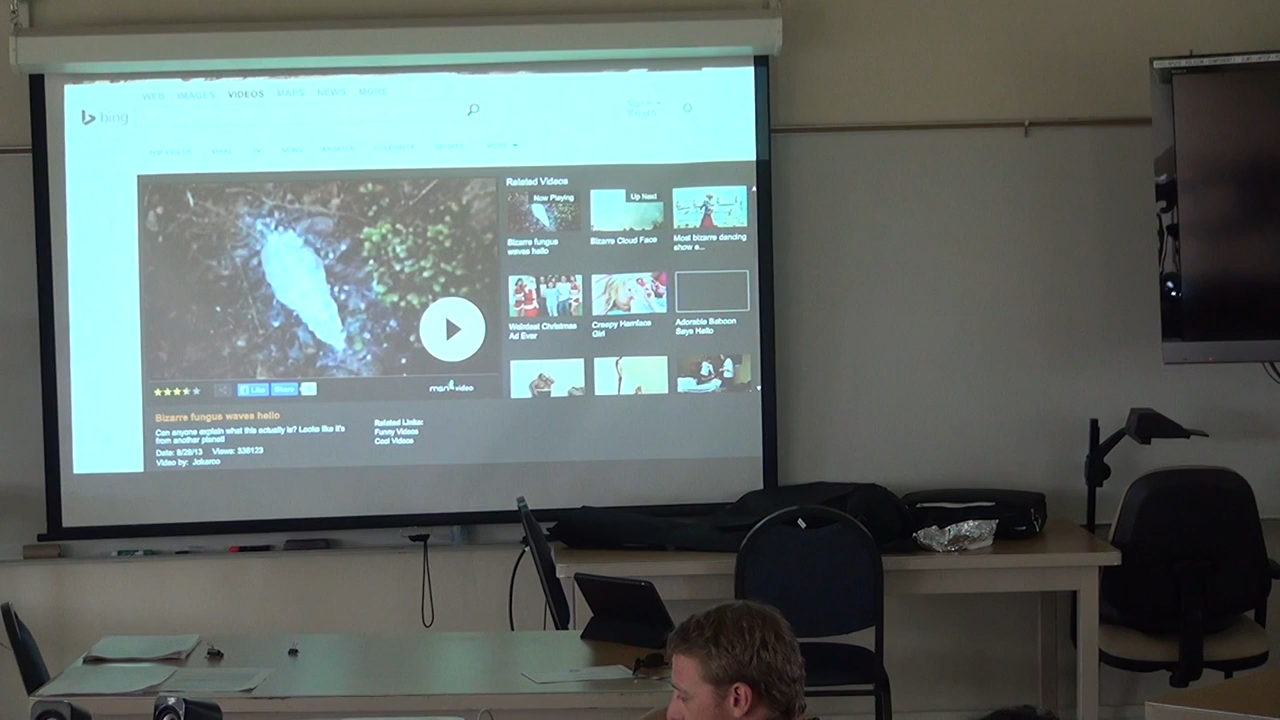 WEB IMAGES VIDEOS MAPS NEWS MORE
bing
Related Videos
Now Playing
Up Next
Bizarre fungus
waves hello
Bizarre Cloud Face
Most bizarre dancing
show e...
Weirdest Christmas
Ad Ever
Creepy Hamface
Girl
Adorable Baboon
Says Hello
Like
Share
msn video
Bizarre fungus waves hello
Can anyone explain what this actually is? Looks like it's
from another planet!
Date: 8/28/13 Views: 336123
Video by: Jokeroo
Related Links:
Funny Videos
Cool Videos